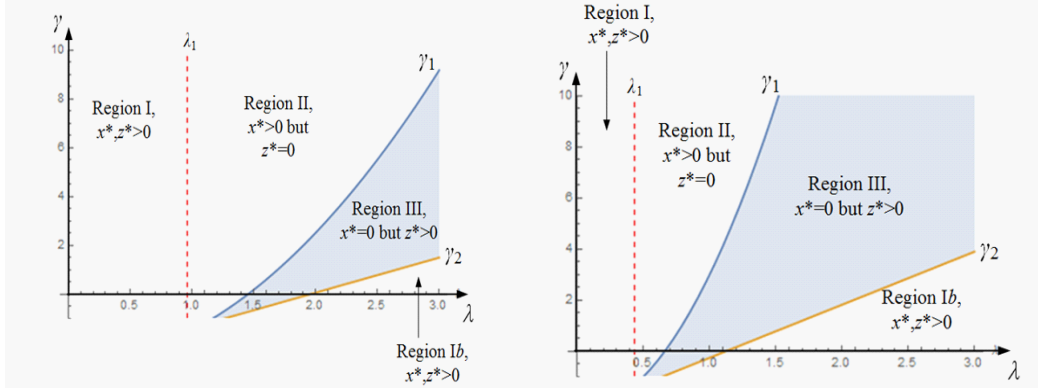 γ
λ1
10
8
6
4
2
γ1
Region I,
x*,z*>0
Region II,
x*>0 but
z*=0
Region III,
x*=0 but z*>0
γ2
0.5
1.0
1.5
2.0
2.5
3.0
λ
Region Ib,
x*,z*>0
Region I,
x*,z*>0
γ
λ1
10
8
6
4
2
γ1
Region II,
x*>0 but
z*=0
Region III,
x*=0 but z*>0
γ2
Region Ib,
x*,z*>0
0.5
1.0
1.5
2.0
2.5
3.0
λ